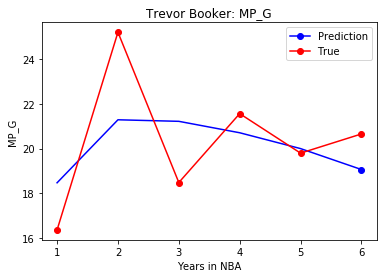 Trevor Booker: MP_G
Prediction
True
24
22
20
18
16
MP_G
1 2 3 4 5 6
Years in NBA